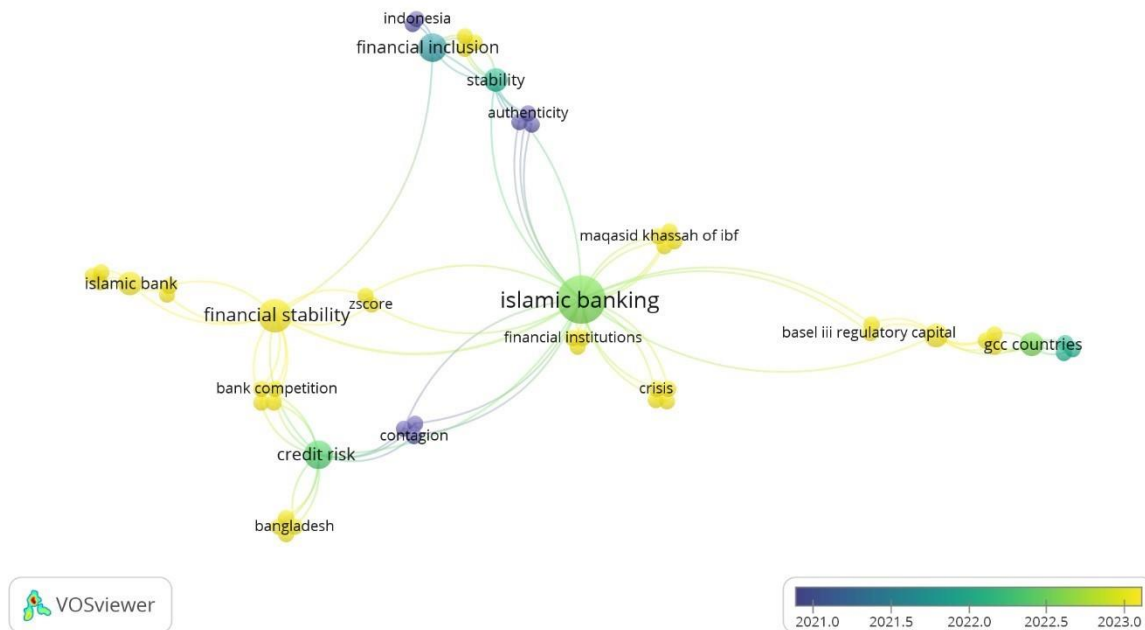 indonesia
financial inclusion
stability
authenticity
maqasid khassah of ibf
islamic bank
islamic banking
zscore
financial stability
financial institutions
basel iii regulatory capital
gcc countries
bank competition
crisis
contagion
credit risk
bangladesh
VOSviewer
2021.0 2021.5 2022.0 2022.5 2023.0